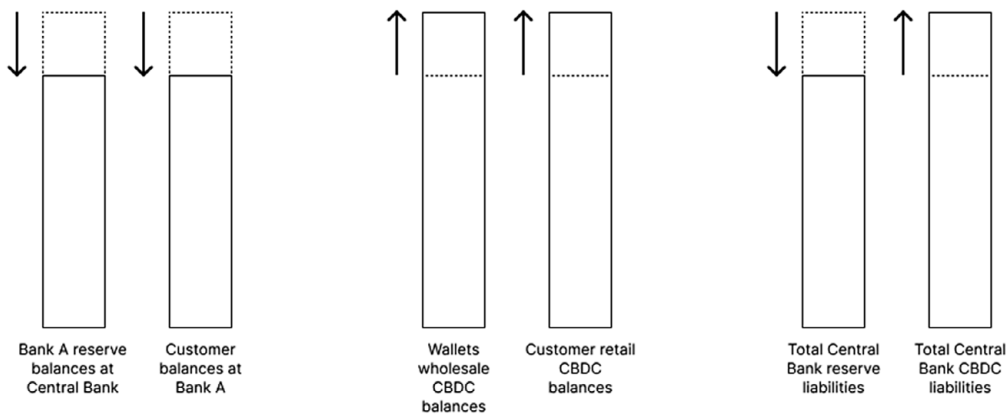 Bank A reserve
balances at
Central Bank
Customer
balances at
Bank A
Wallets
wholesale
CBDC
balances
Customer retail
CBDC
balances
Total Central
Bank reserve
liabilities
Total Central
Bank CBDC
liabilities